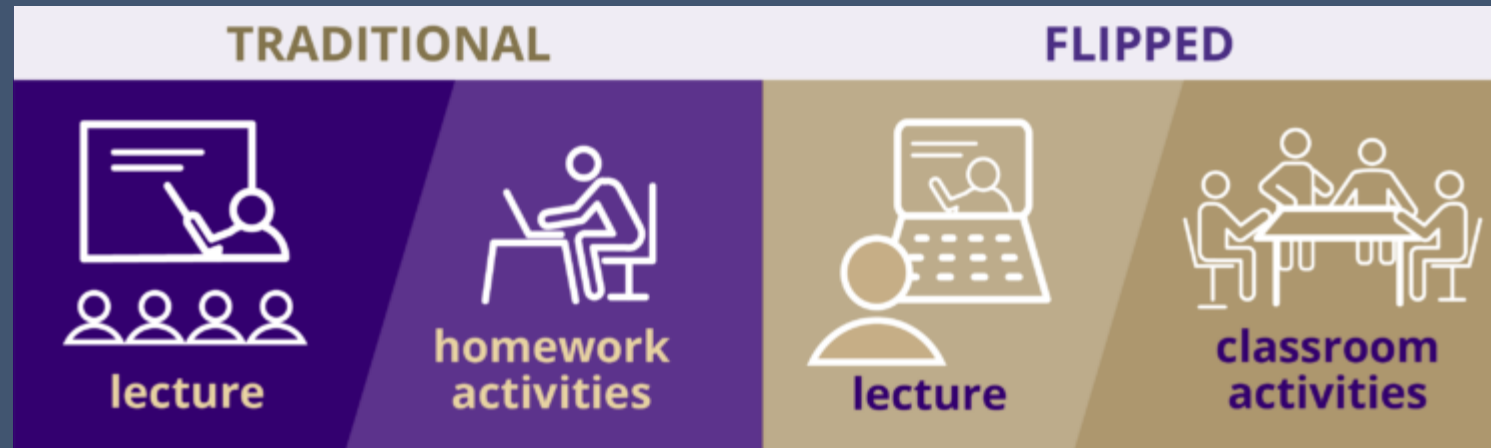 TRADITIONAL
FLIPPED
lecture
homework
activities
lecture
classroom
activities